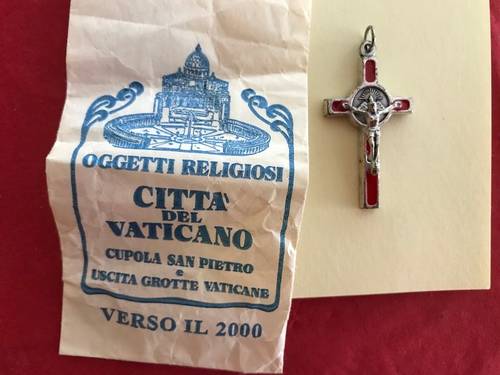 OGGETTI RELIGIOSI
CITTA'
DEL
VATICANO
CUPOLA SAN PIETRO
e
USCITA GROTTE VATICANE
VERSO IL 2000